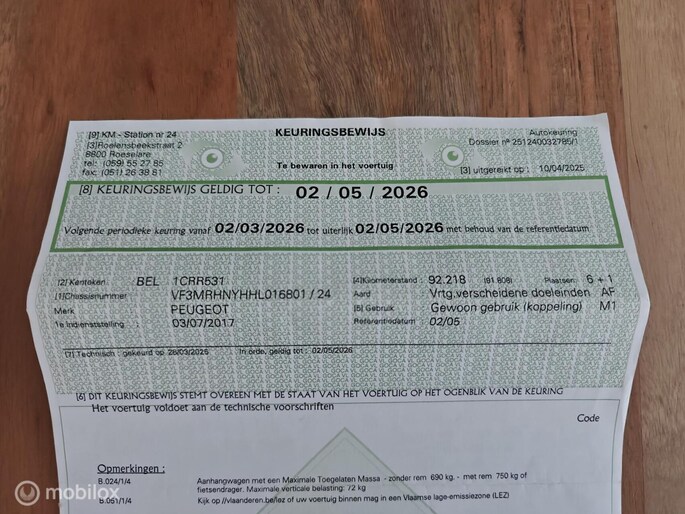 [9] KM - Station nr 24
KEURINGSBEWIJS
Autokeuring
[3]Roelensbeekstraat 2
Dossier nº 251240032785/1
8800 Roeselare
tel: (059) 55 27 85
Te bewaren in het voertuig
[3] uitgereikt op : 10/04/2025
fax: (051) 26 38 81
[8] KEURINGSBEWIJS GELDIG TOT : 02 / 05 / 2026
Volgende periodieke keuring vanaf 02/03/2026 tot uiterlijk 02/05/2026 met behoud van de referentiedatum
[2] Kenteken BEL 1CRR531
[4]Kilometerstand : 92.218 (91.808) Plaatsen: 6 + 1
[1]Chassisnummer VF3MRHNYHHL016801 / 24
Aard Vrtg,verscheidene doeleinden AF
Merk PEUGEOT
[5] Gebruik Gewoon gebruik (koppeling) M1
1e Indienststelling : 03/07/2017
Referentiedatum 02/05
[7] Technisch : gekeurd op 28/03/2025 In orde, geldig tot : 02/05/2026
[6] DIT KEURINGSBEWIJS STEMT OVEREEN MET DE STAAT VAN HET VOERTUIG OP HET OGENBLIK VAN DE KEURING
Het voertuig voldoet aan de technische voorschriften
Code
Opmerkingen :
B.024/1/4 Aanhangwagen met een Maximale Toegelaten Massa - zonder rem 690 kg. - met rem 750 kg of
fietsendrager. Maximale verticale belasting: 72 kg
B.051/1/4 Kijk op //vlaanderen.be/lez of uw voertuig binnen mag in een Vlaamse lage-emissiezone (LEZ)
mobilox